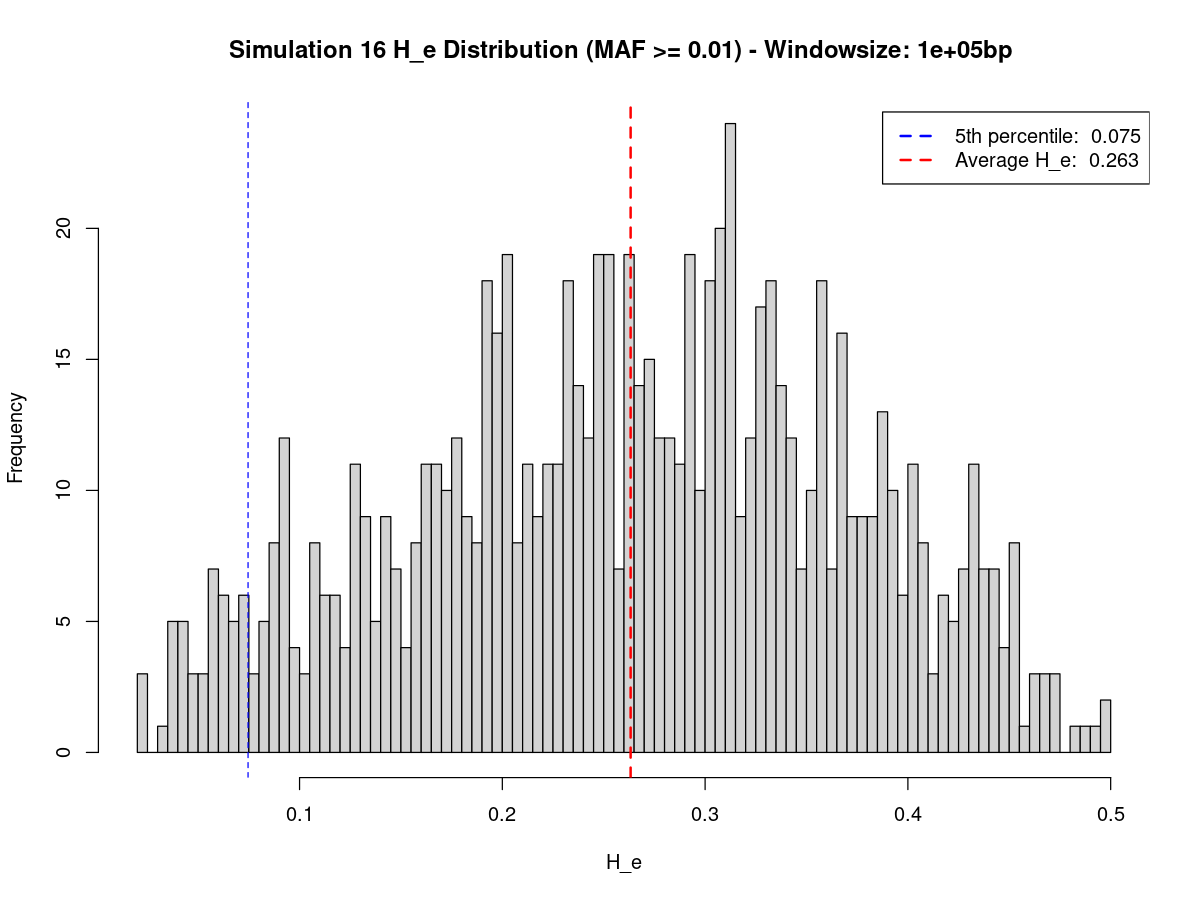 Simulation 16 H_e Distribution (MAF >= 0.01) - Windowsize: 1e+05bp
5th percentile:  0.075
Average H_e:  0.263
Frequency
20
15
10
5
0
0.1
0.2
0.3
0.4
0.5
H_e